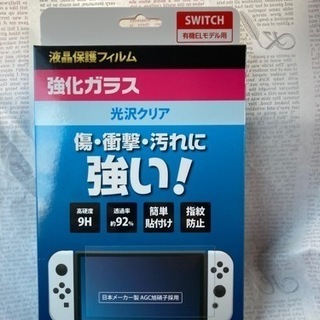 SWITCH
有機ELモデル用
液晶保護フィルム
強化ガラス
光沢クリア
傷・衝撃・汚れに
強い!
高硬度 透過率 簡単 指紋
9H 約92% 貼付け 防止
日本メーカー製 AGC旭硝子採用